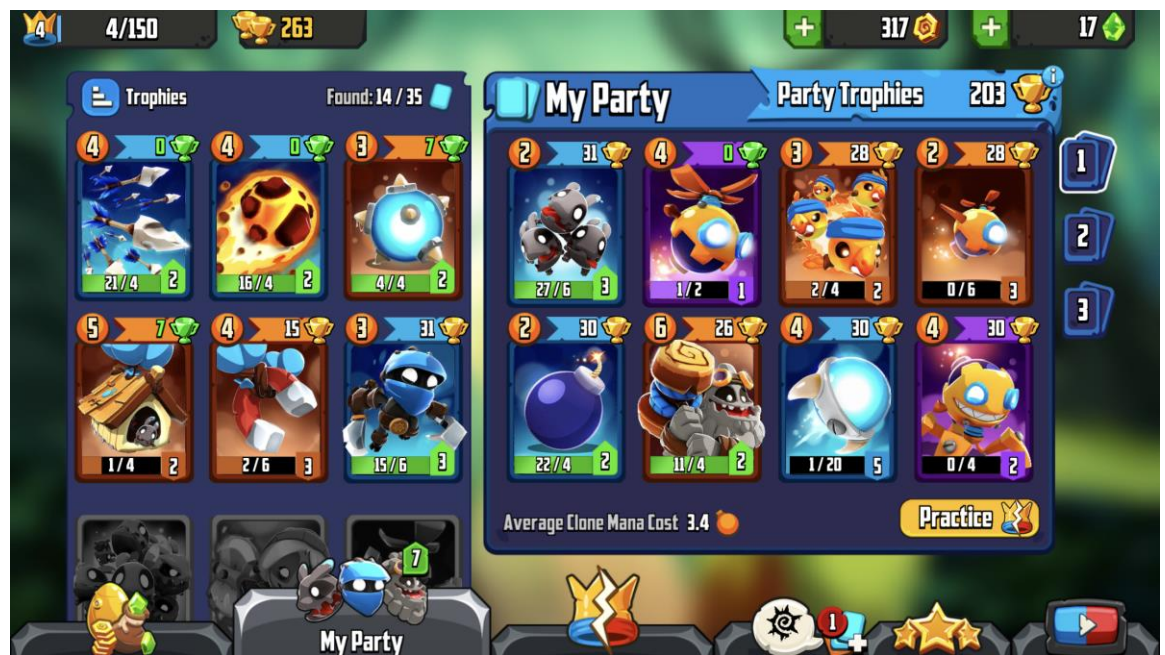 4 4/150 263 + 317 + 17
Trophies Found: 14 / 35
My Party Party Trophies 203 i
4 0 4 0 3 7
21/4 2 16/4 2 4/4 2
5 7 4 15 3 31
1/4 2 2/6 3 15/6 3
2 31 4 0 3 28 2 28
27/6 3 1/2 1 2/4 2 0/6 3
2 30 6 26 4 30 4 30
22/4 2 11/4 2 1/20 5 0/4 2
1
2
3
Average Clone Mana Cost 3.4
Practice
7
My Party
1